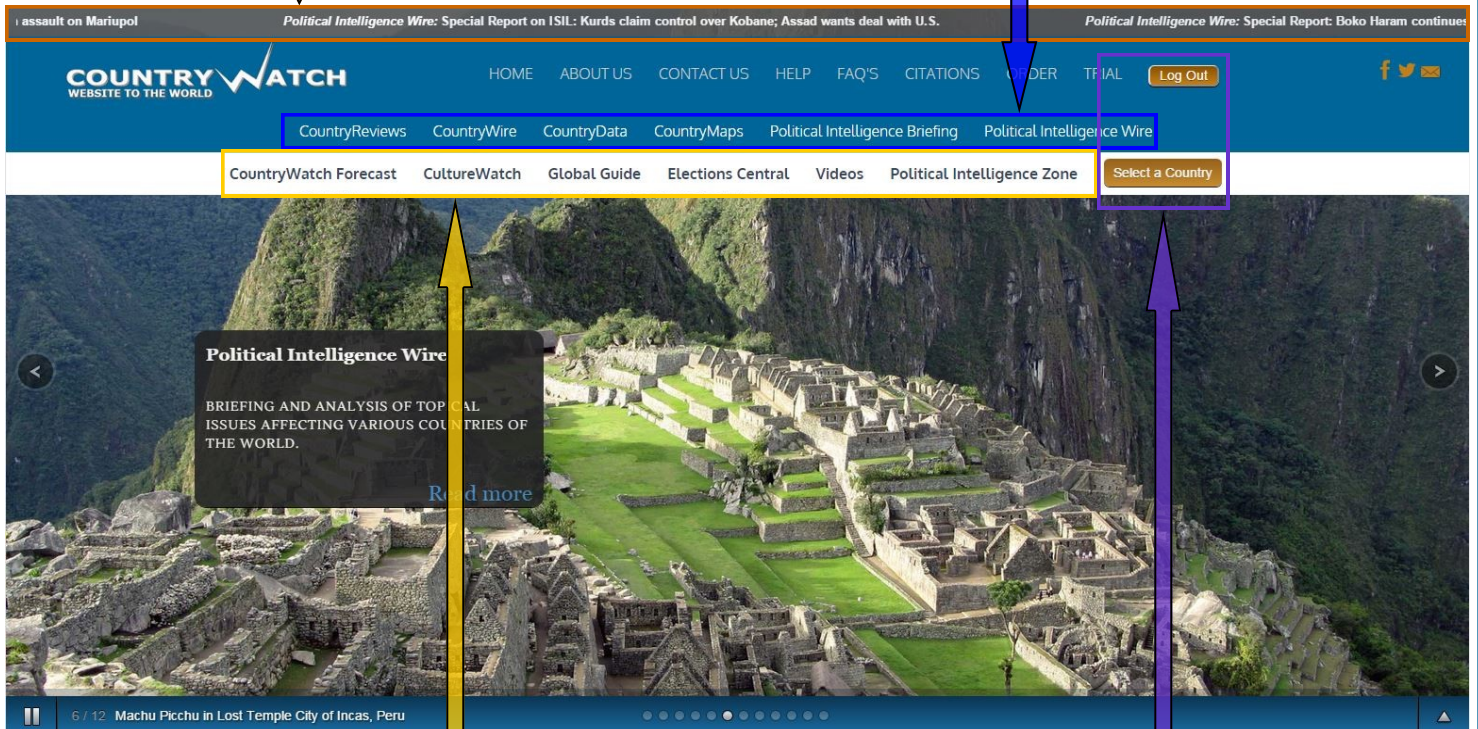 assault on Mariupol Political Intelligence Wire: Special Report on ISIL: Kurds claim control over Kobane; Assad wants deal with U.S. Political Intelligence Wire: Special Report: Boko Haram continues
COUNTRY WATCH
WEBSITE TO THE WORLD
HOME ABOUT US CONTACT US HELP FAQ'S CITATIONS ORDER TRIAL Log Out
CountryReviews CountryWire CountryData CountryMaps Political Intelligence Briefing Political Intelligence Wire
CountryWatch Forecast CultureWatch Global Guide Elections Central Videos Political Intelligence Zone Select a Country
Political Intelligence Wire
BRIEFING AND ANALYSIS OF TOPICAL
ISSUES AFFECTING VARIOUS COUNTRIES OF
THE WORLD.
Read more
6 / 12 Machu Picchu in Lost Temple City of Incas, Peru